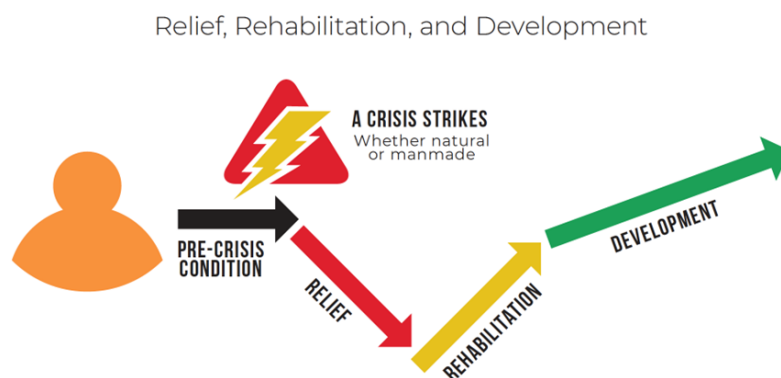 Relief, Rehabilitation, and Development
A CRISIS STRIKES
Whether natural
or manmade
PRE-CRISIS
CONDITION
RELIEF
REHABILITATION
DEVELOPMENT